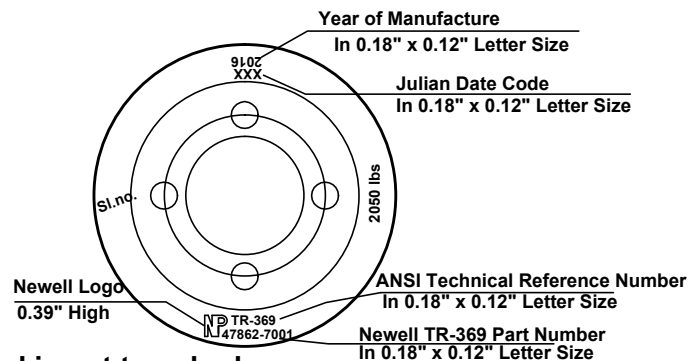 Year of Manufacture
In 0.18" x 0.12" Letter Size
2016
XXX
Julian Date Code
In 0.18" x 0.12" Letter Size
Sl.no.
2050 lbs
Newell Logo
0.39" High
NP TR-369
47862-7001
ANSI Technical Reference Number
In 0.18" x 0.12" Letter Size
Newell TR-369 Part Number
In 0.18" x 0.12" Letter Size